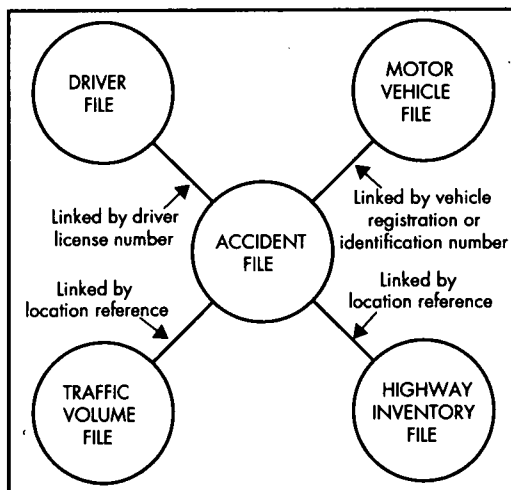 DRIVER
FILE
MOTOR
VEHICLE
FILE
Linked by driver
license number
Linked by vehicle
registration or
identification number
ACCIDENT
FILE
Linked by
location reference
Linked by
location reference
TRAFFIC
VOLUME
FILE
HIGHWAY
INVENTORY
FILE